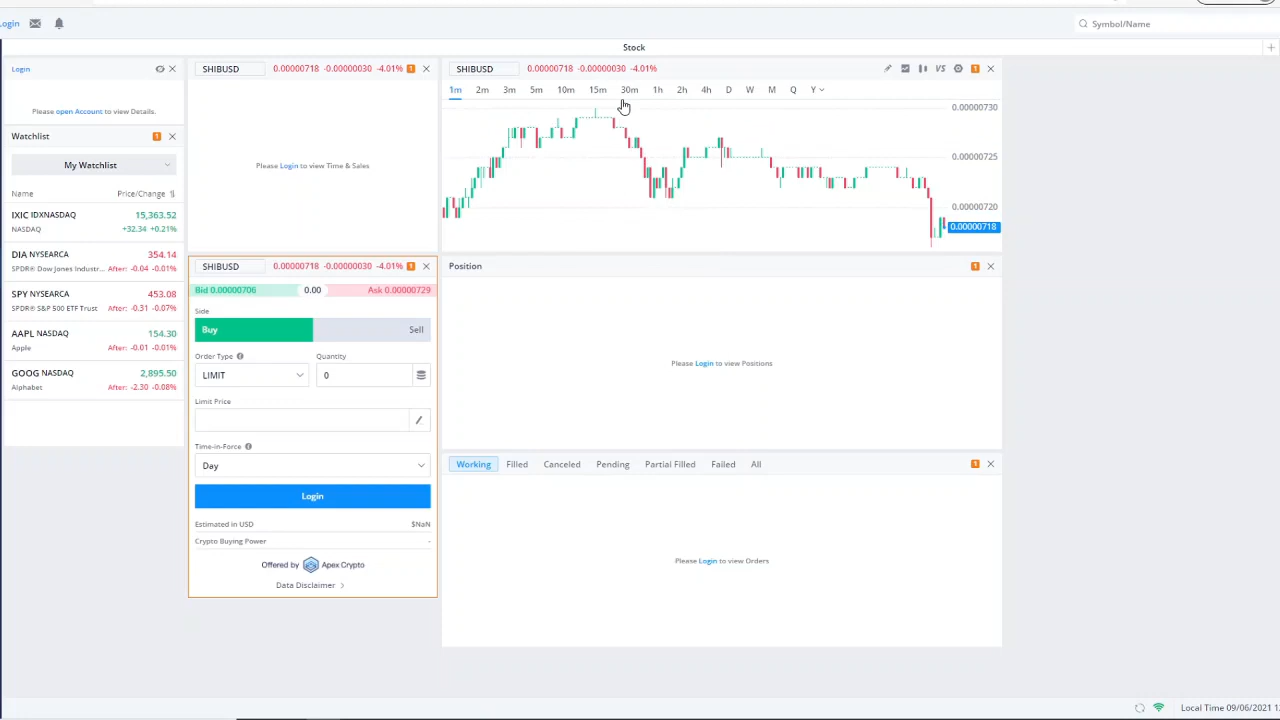 Login
Symbol/Name
Stock
Login
Please open Account to view Details.
Watchlist
1
My Watchlist
Name Price/Change
IXIC IDXNASDAQ 15,363.52
NASDAQ +32.34 +0.21%
DIA NYSEARCA 354.14
SPDR® Dow Jones Industr... After: -0.04 -0.01%
SPY NYSEARCA 453.08
SPDR® S&P 500 ETF Trust After: -0.31 -0.07%
AAPL NASDAQ 154.30
Apple After: -0.01 -0.01%
GOOG NASDAQ 2,895.50
Alphabet After: -2.30 -0.08%
SHIBUSD 0.00000718 -0.00000030 -4.01% 1
Please Login to view Time & Sales
SHIBUSD 0.00000718 -0.00000030 -4.01% 1
Bid 0.00000706 0.00 Ask 0.00000729
Side
Buy Sell
Order Type Quantity
LIMIT 0
Limit Price
Time-in-Force
Day
Login
Estimated in USD $NaN
Crypto Buying Power -
Offered by Apex Crypto
Data Disclaimer
SHIBUSD 0.00000718 -0.00000030 -4.01% VS 1
1m 2m 3m 5m 10m 15m 30m 1h 2h 4h D W M Q Y
0.00000730
0.00000725
0.00000720
0.00000718
Position 1
Please Login to view Positions
Working Filled Canceled Pending Partial Filled Failed All 1
Please Login to view Orders
Local Time 09/06/2021